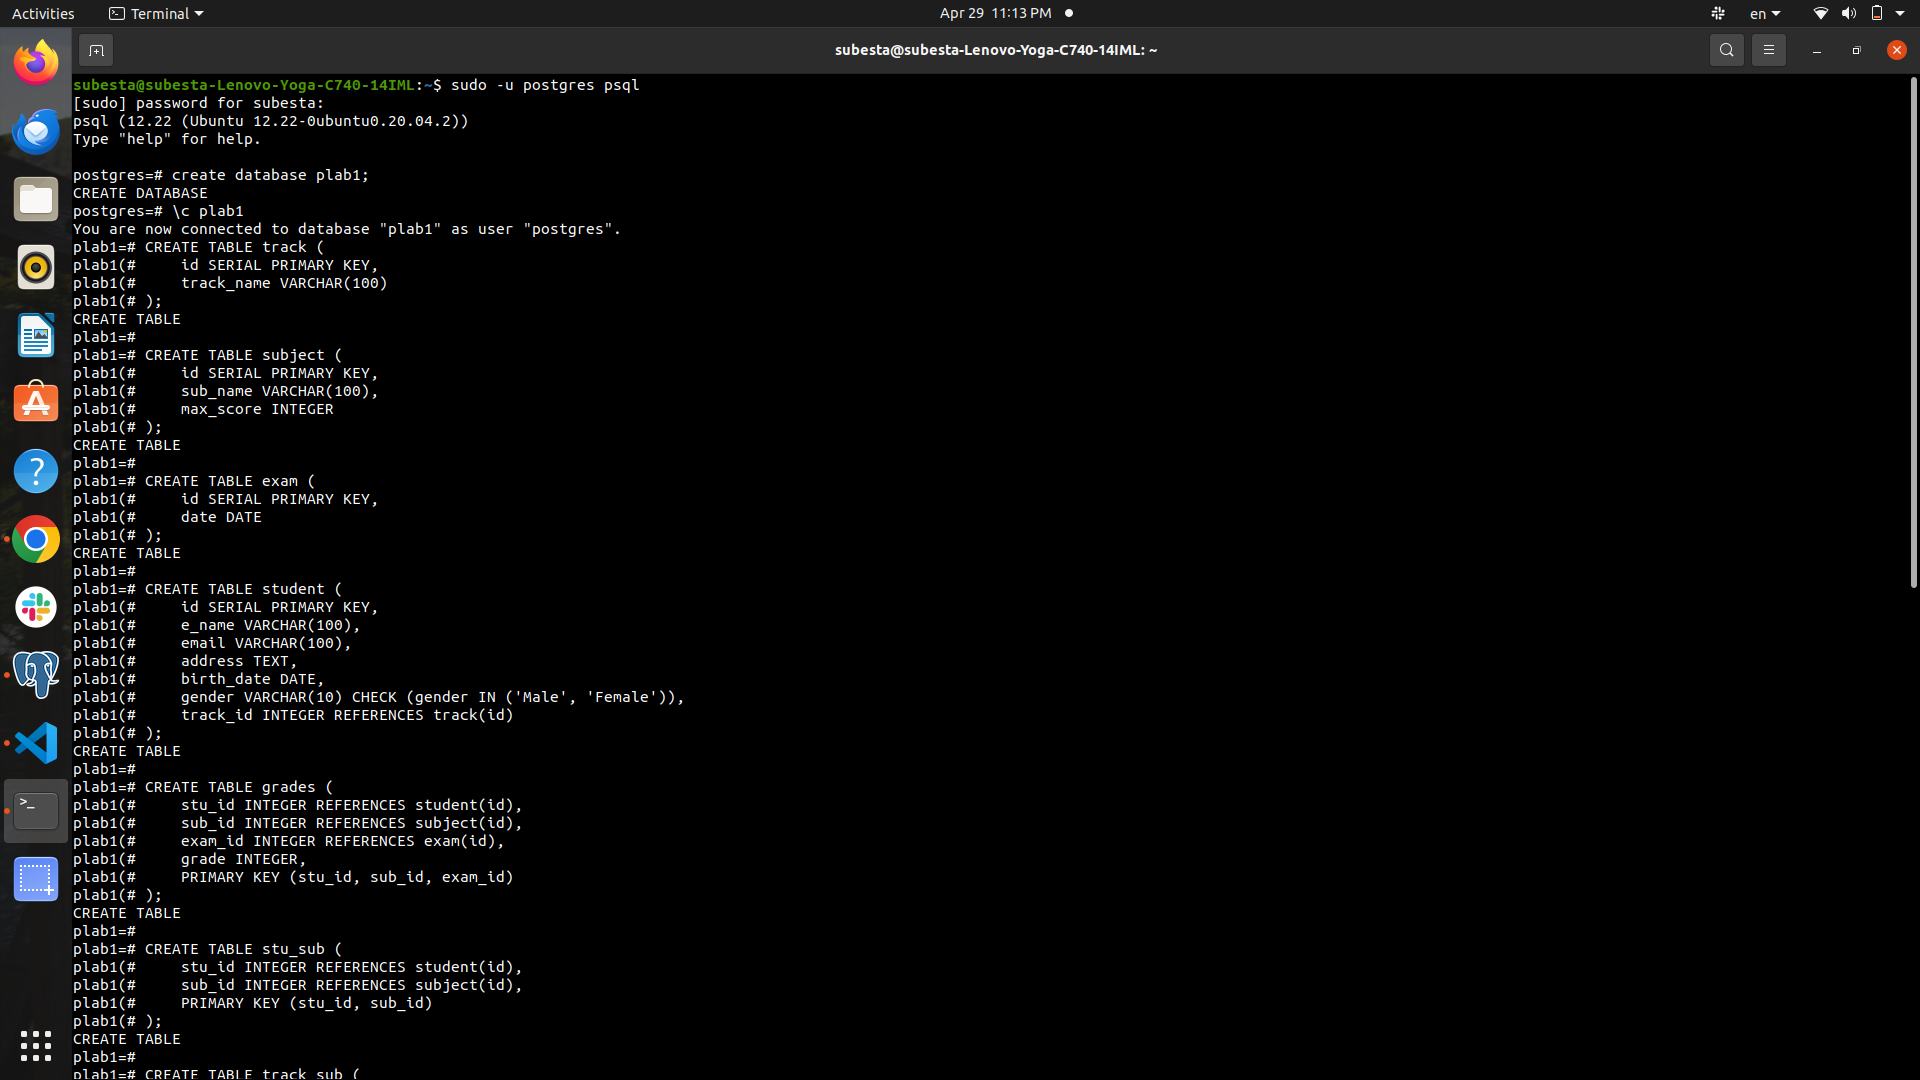 Activities
Terminal
Apr 29 11:13 PM
en
subesta@subesta-Lenovo-Yoga-C740-14IML: ~
subesta@subesta-Lenovo-Yoga-C740-14IML:~$ sudo -u postgres psql
[sudo] password for subesta:
psql (12.22 (Ubuntu 12.22-0ubuntu0.20.04.2))
Type "help" for help.

postgres=# create database plab1;
CREATE DATABASE
postgres=# \c plab1
You are now connected to database "plab1" as user "postgres".
plab1=# CREATE TABLE track (
plab1(#     id SERIAL PRIMARY KEY,
plab1(#     track_name VARCHAR(100)
plab1(# );
CREATE TABLE
plab1=#
plab1=# CREATE TABLE subject (
plab1(#     id SERIAL PRIMARY KEY,
plab1(#     sub_name VARCHAR(100),
plab1(#     max_score INTEGER
plab1(# );
CREATE TABLE
plab1=#
plab1=# CREATE TABLE exam (
plab1(#     id SERIAL PRIMARY KEY,
plab1(#     date DATE
plab1(# );
CREATE TABLE
plab1=#
plab1=# CREATE TABLE student (
plab1(#     id SERIAL PRIMARY KEY,
plab1(#     e_name VARCHAR(100),
plab1(#     email VARCHAR(100),
plab1(#     address TEXT,
plab1(#     birth_date DATE,
plab1(#     gender VARCHAR(10) CHECK (gender IN ('Male', 'Female')),
plab1(#     track_id INTEGER REFERENCES track(id)
plab1(# );
CREATE TABLE
plab1=#
plab1=# CREATE TABLE grades (
plab1(#     stu_id INTEGER REFERENCES student(id),
plab1(#     sub_id INTEGER REFERENCES subject(id),
plab1(#     exam_id INTEGER REFERENCES exam(id),
plab1(#     grade INTEGER,
plab1(#     PRIMARY KEY (stu_id, sub_id, exam_id)
plab1(# );
CREATE TABLE
plab1=#
plab1=# CREATE TABLE stu_sub (
plab1(#     stu_id INTEGER REFERENCES student(id),
plab1(#     sub_id INTEGER REFERENCES subject(id),
plab1(#     PRIMARY KEY (stu_id, sub_id)
plab1(# );
CREATE TABLE
plab1=#
plab1=# CREATE TABLE track_sub (